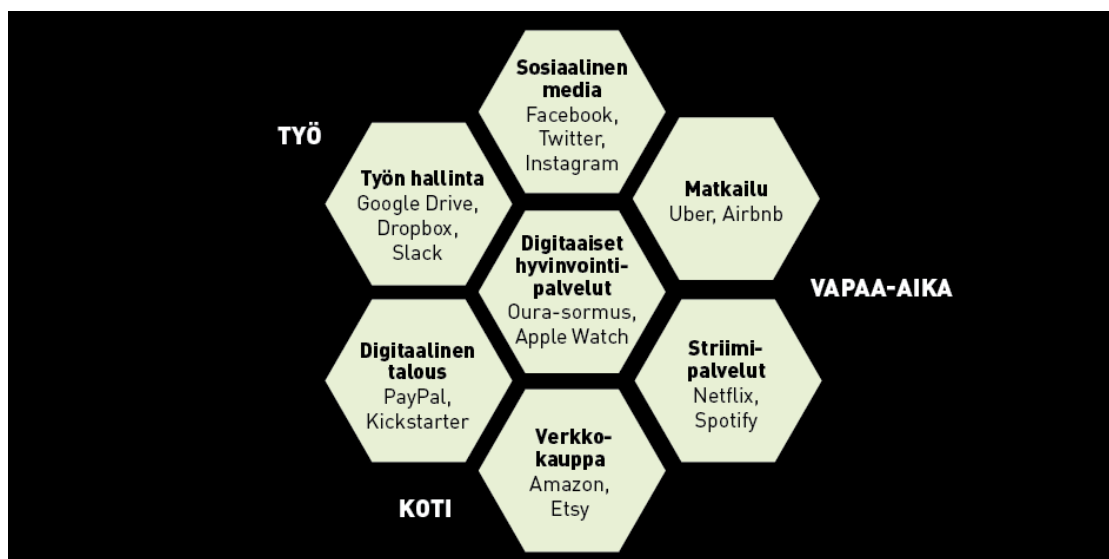 Sosiaalinen
media
Facebook,
Twitter,
Instagram
TYÖ
Työn hallinta
Google Drive,
Dropbox,
Slack
Matkailu
Uber, Airbnb
Digitaaiset
hyvinvointi-
palvelut
Oura-sormus,
Apple Watch
VAPAA-AIKA
Digitaalinen
talous
PayPal,
Kickstarter
Striimi-
palvelut
Netflix,
Spotify
Verkko-
kauppa
Amazon,
Etsy
KOTI